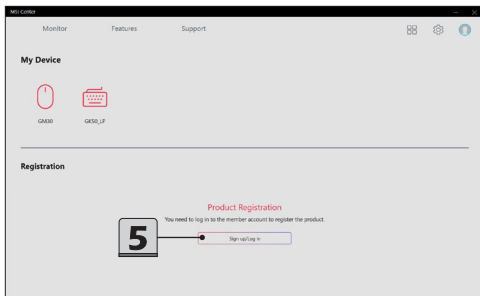 MSI Center
Monitor Features Support
My Device
GM30 GK50_LP
Registration
Product Registration
You need to log in to the member account to register the product.
5
Sign up/Log in